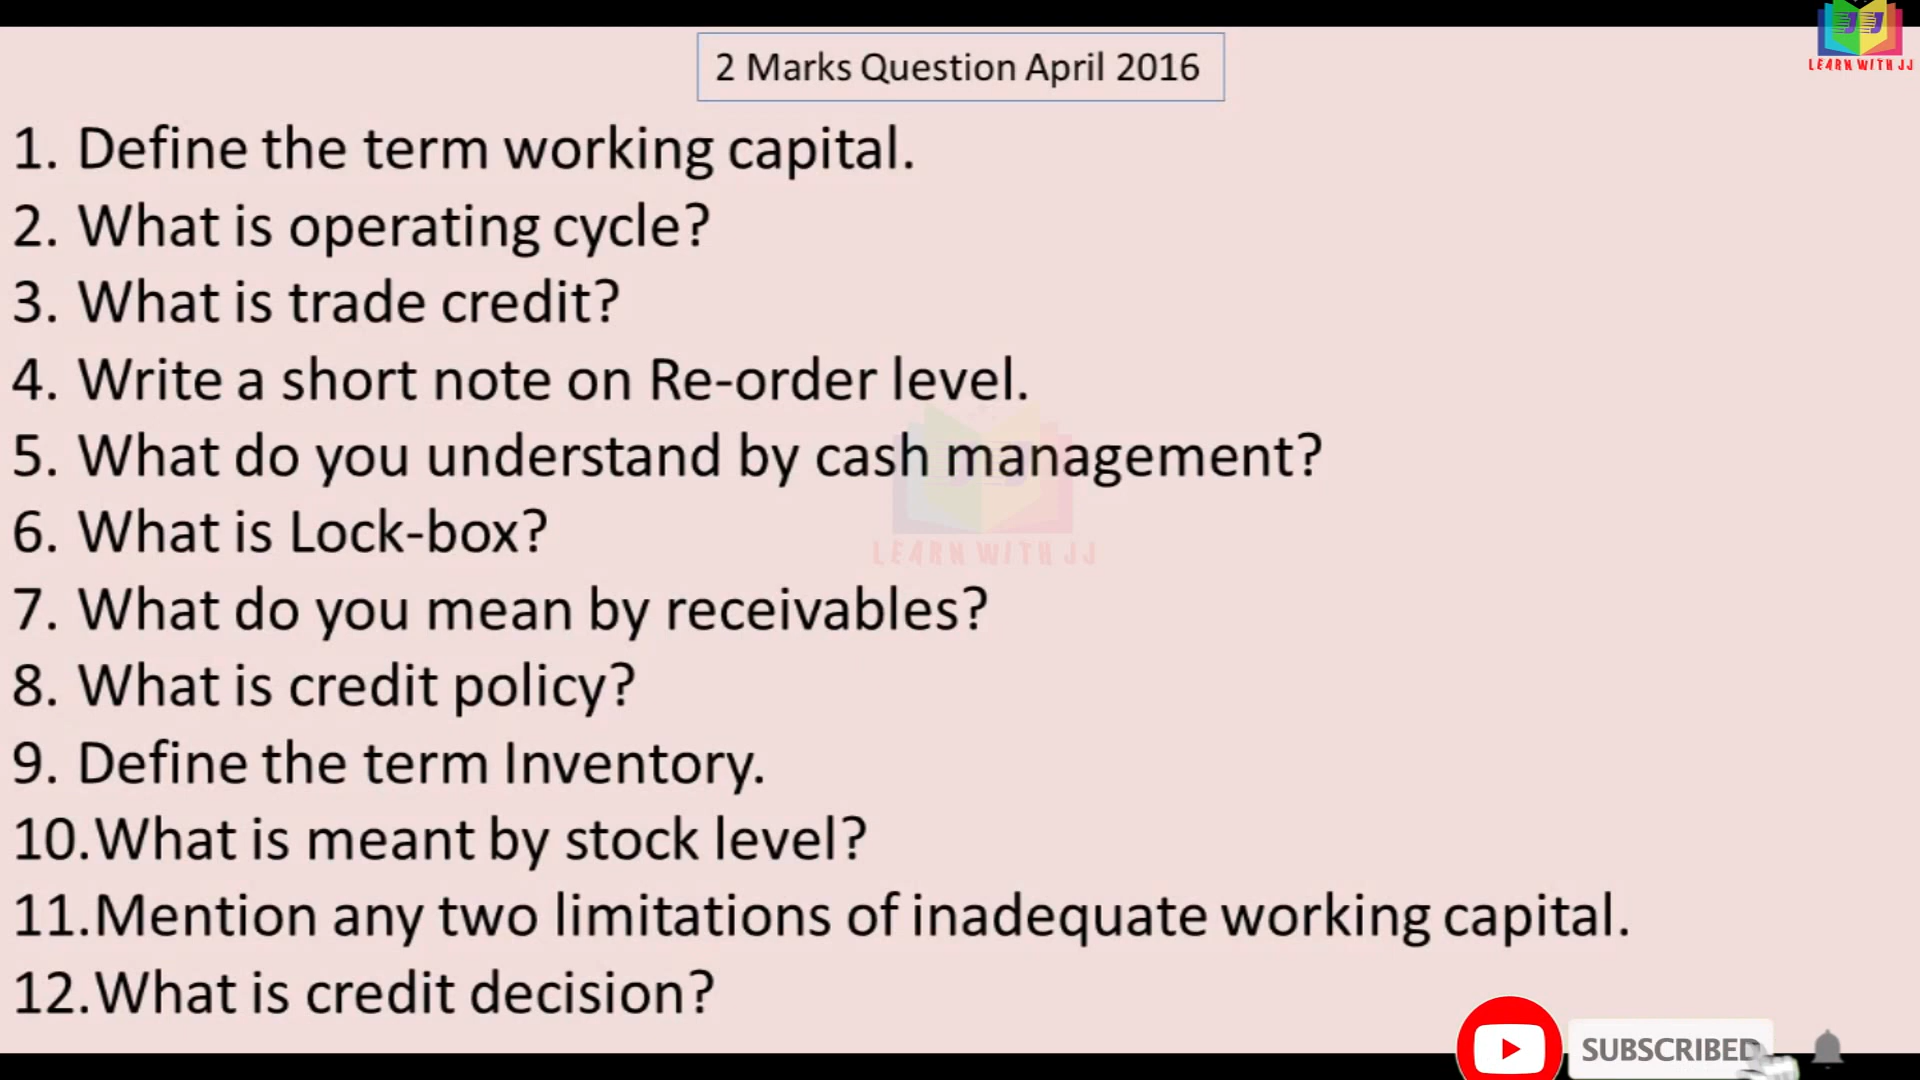 LEARN WITH JJ
2 Marks Question April 2016
1. Define the term working capital.
2. What is operating cycle?
3. What is trade credit?
4. Write a short note on Re-order level.
5. What do you understand by cash management?
6. What is Lock-box?
LEARN WITH JJ
7. What do you mean by receivables?
8. What is credit policy?
9. Define the term Inventory.
10.What is meant by stock level?
11.Mention any two limitations of inadequate working capital.
12.What is credit decision?
SUBSCRIBED